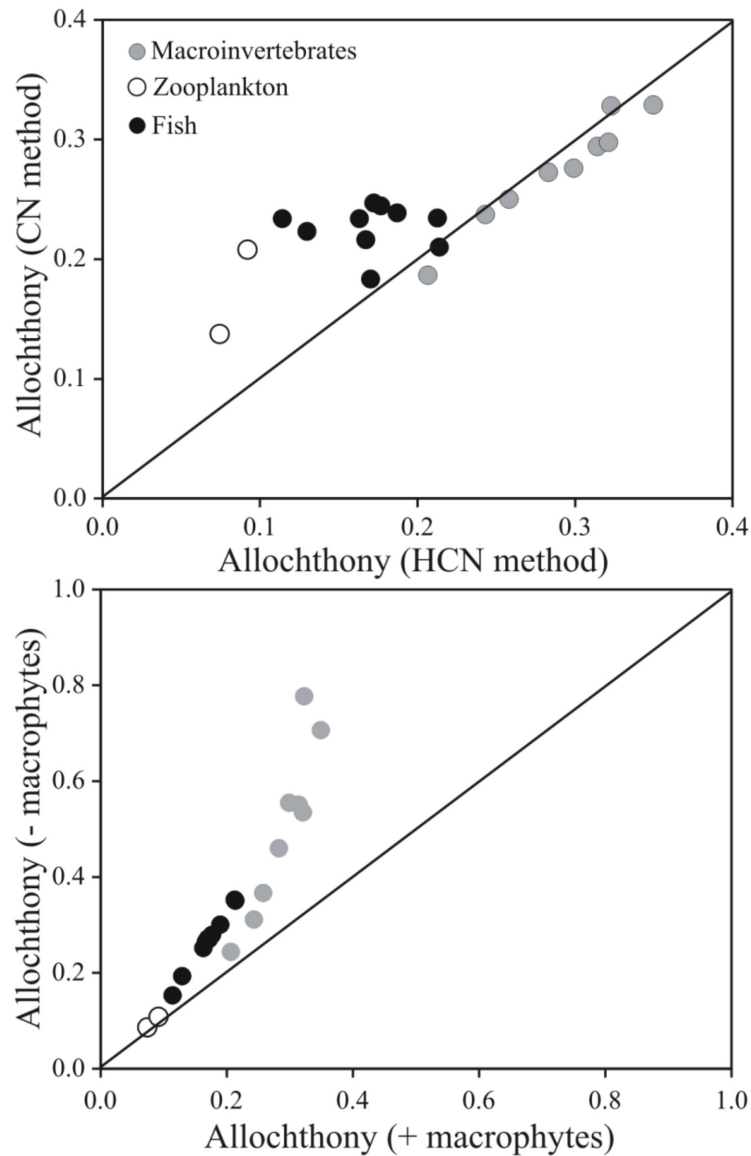 0.4
Macroinvertebrates
Zooplankton
Fish
0.3
0.2
0.1
0.0
Allochthony (CN method)
0.0 0.1 0.2 0.3 0.4
Allochthony (HCN method)
1.0
0.8
0.6
0.4
0.2
0.0
Allochthony (- macrophytes)
0.0 0.2 0.4 0.6 0.8 1.0
Allochthony (+ macrophytes)